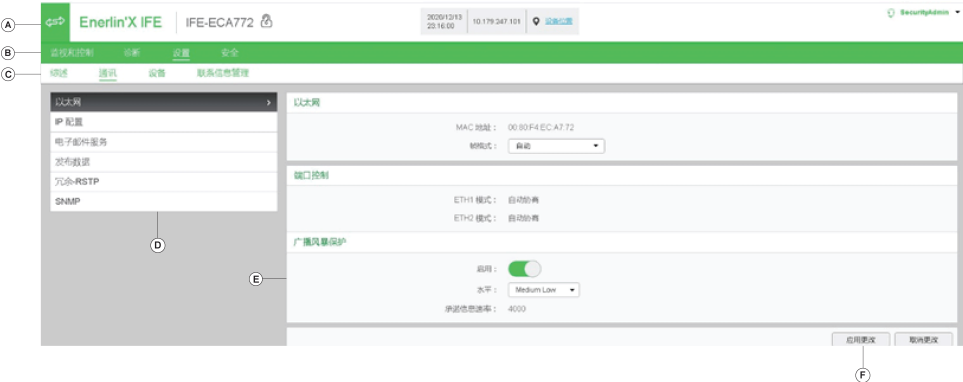 A
Enerlin'X IFE
IFE-ECA772
2020/12/13
23:16:00
10.179.247.101
设备位置
SecurityAdmin
B
监视和控制 诊断 设置 安全
C
综述 通讯 设备 联系信息管理
以太网
IP 配置
电子邮件服务
发布数据
冗余-RSTP
SNMP
D
以太网
MAC 地址： 00:80:F4:EC:A7:72
帧格式： 自动
端口控制
ETH1 模式： 自动协商
ETH2 模式： 自动协商
广播风暴保护
E
启用：
水平： Medium Low
承诺信息速率： 4000
应用更改 取消更改
F